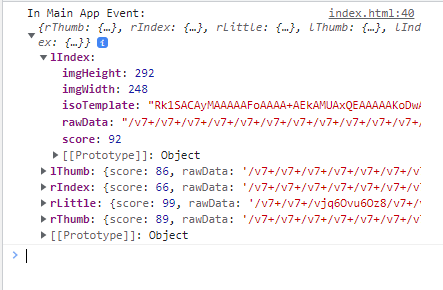 In Main App Event: index.html:40
{rThumb: {…}, rIndex: {…}, rLittle: {…}, lThumb: {…}, lInd
ex: {…}} i
lIndex:
imgHeight: 292
imgWidth: 248
isoTemplate: "Rk1SACAyMAAAAAFoAAAA+AEkAMUAxQEAAAAAKoDwA
rawData: "/v7+/v7+/v7+/v7+/v7+/v7+/v7+/v7+/v7+/
score: 92
[[Prototype]]: Object
lThumb: {score: 86, rawData: '/v7+/v7+/v7+/v7+/v7+/v7+/v
rIndex: {score: 66, rawData: '/v7+/v7+/v7+/v7+/v7+/v7+/v
rLittle: {score: 99, rawData: '/v7+/v7+/vjq6Ovu6Oz8/v7+/v
rThumb: {score: 89, rawData: '/v7+/v7+/v7+/v7+/v7+/v7+/v
[[Prototype]]: Object